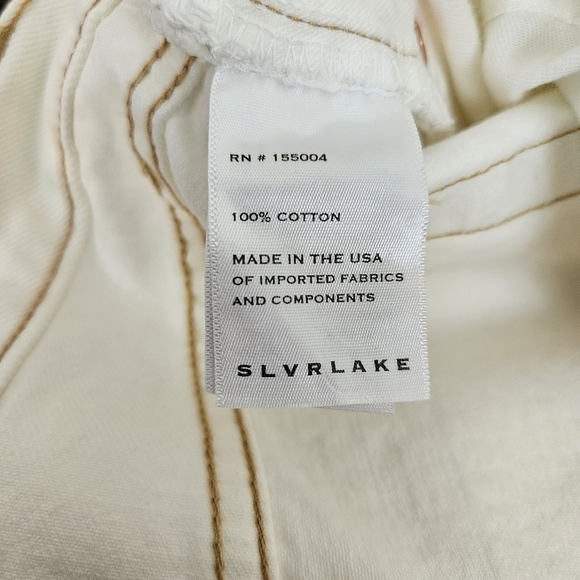 RN # 155004
100% COTTON
MADE IN THE USA
OF IMPORTED FABRICS
AND COMPONENTS
SLVRLAKE